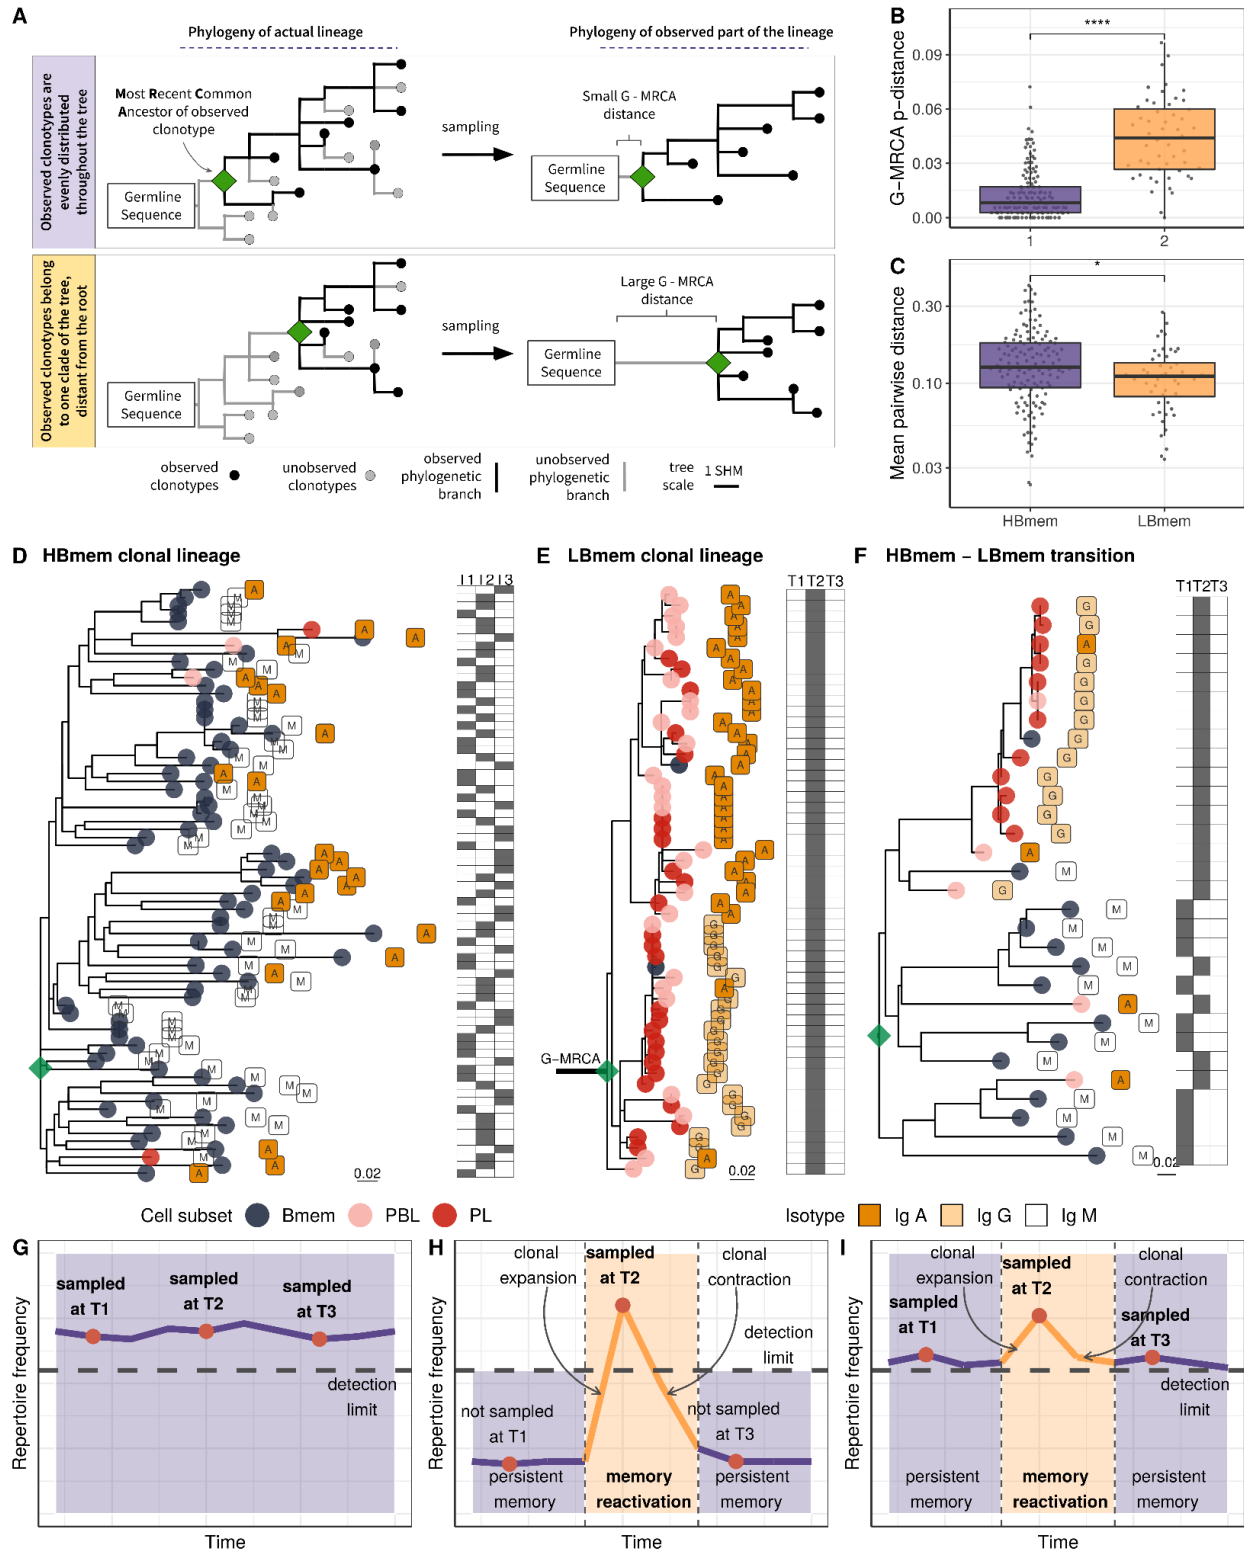 A
Phylogeny of actual lineage
Phylogeny of observed part of the lineage
Observed clonotypes are
evenly distributed
throughout the tree
Most Recent Common
Ancestor of observed
clonotype
Germline
Sequence
sampling
Small G - MRCA
distance
Germline
Sequence
Observed clonotypes belong
to one clade of the tree,
distant from the root
Germline
Sequence
sampling
Large G - MRCA
distance
Germline
Sequence
observed
clonotypes
unobserved
clonotypes
observed
phylogenetic
branch
unobserved
phylogenetic
branch
tree
scale
1 SHM
B
G−MRCA p−distance
0.09
0.06
0.03
0.00
****
1
2
C
Mean pairwise distance
0.30
0.10
0.03
*
HBmem
LBmem
D HBmem clonal lineage
T1T2T3
A
M
0.02
E LBmem clonal lineage
T1T2T3
A
G
G−MRCA
0.02
F HBmem − LBmem transition
T1T2T3
G
G
A
G
G
G
G
G
G
G
G
G
G
A
M
G
M
M
M
M
M
A
M
M
M
A
M
M
M
M
0.02
Cell subset Bmem PBL PL
Isotype Ig A Ig G Ig M
G
Repertoire frequency
sampled
at T1
sampled
at T2
sampled
at T3
detection
limit
Time
H
Repertoire frequency
clonal
expansion
sampled
at T2
clonal
contraction
detection
limit
not sampled
at T1
not sampled
at T3
persistent
memory
memory
reactivation
persistent
memory
Time
I
Repertoire frequency
clonal
expansion
sampled
at T2
clonal
contraction
sampled
at T1
sampled
at T3
detection
limit
persistent
memory
memory
reactivation
persistent
memory
Time